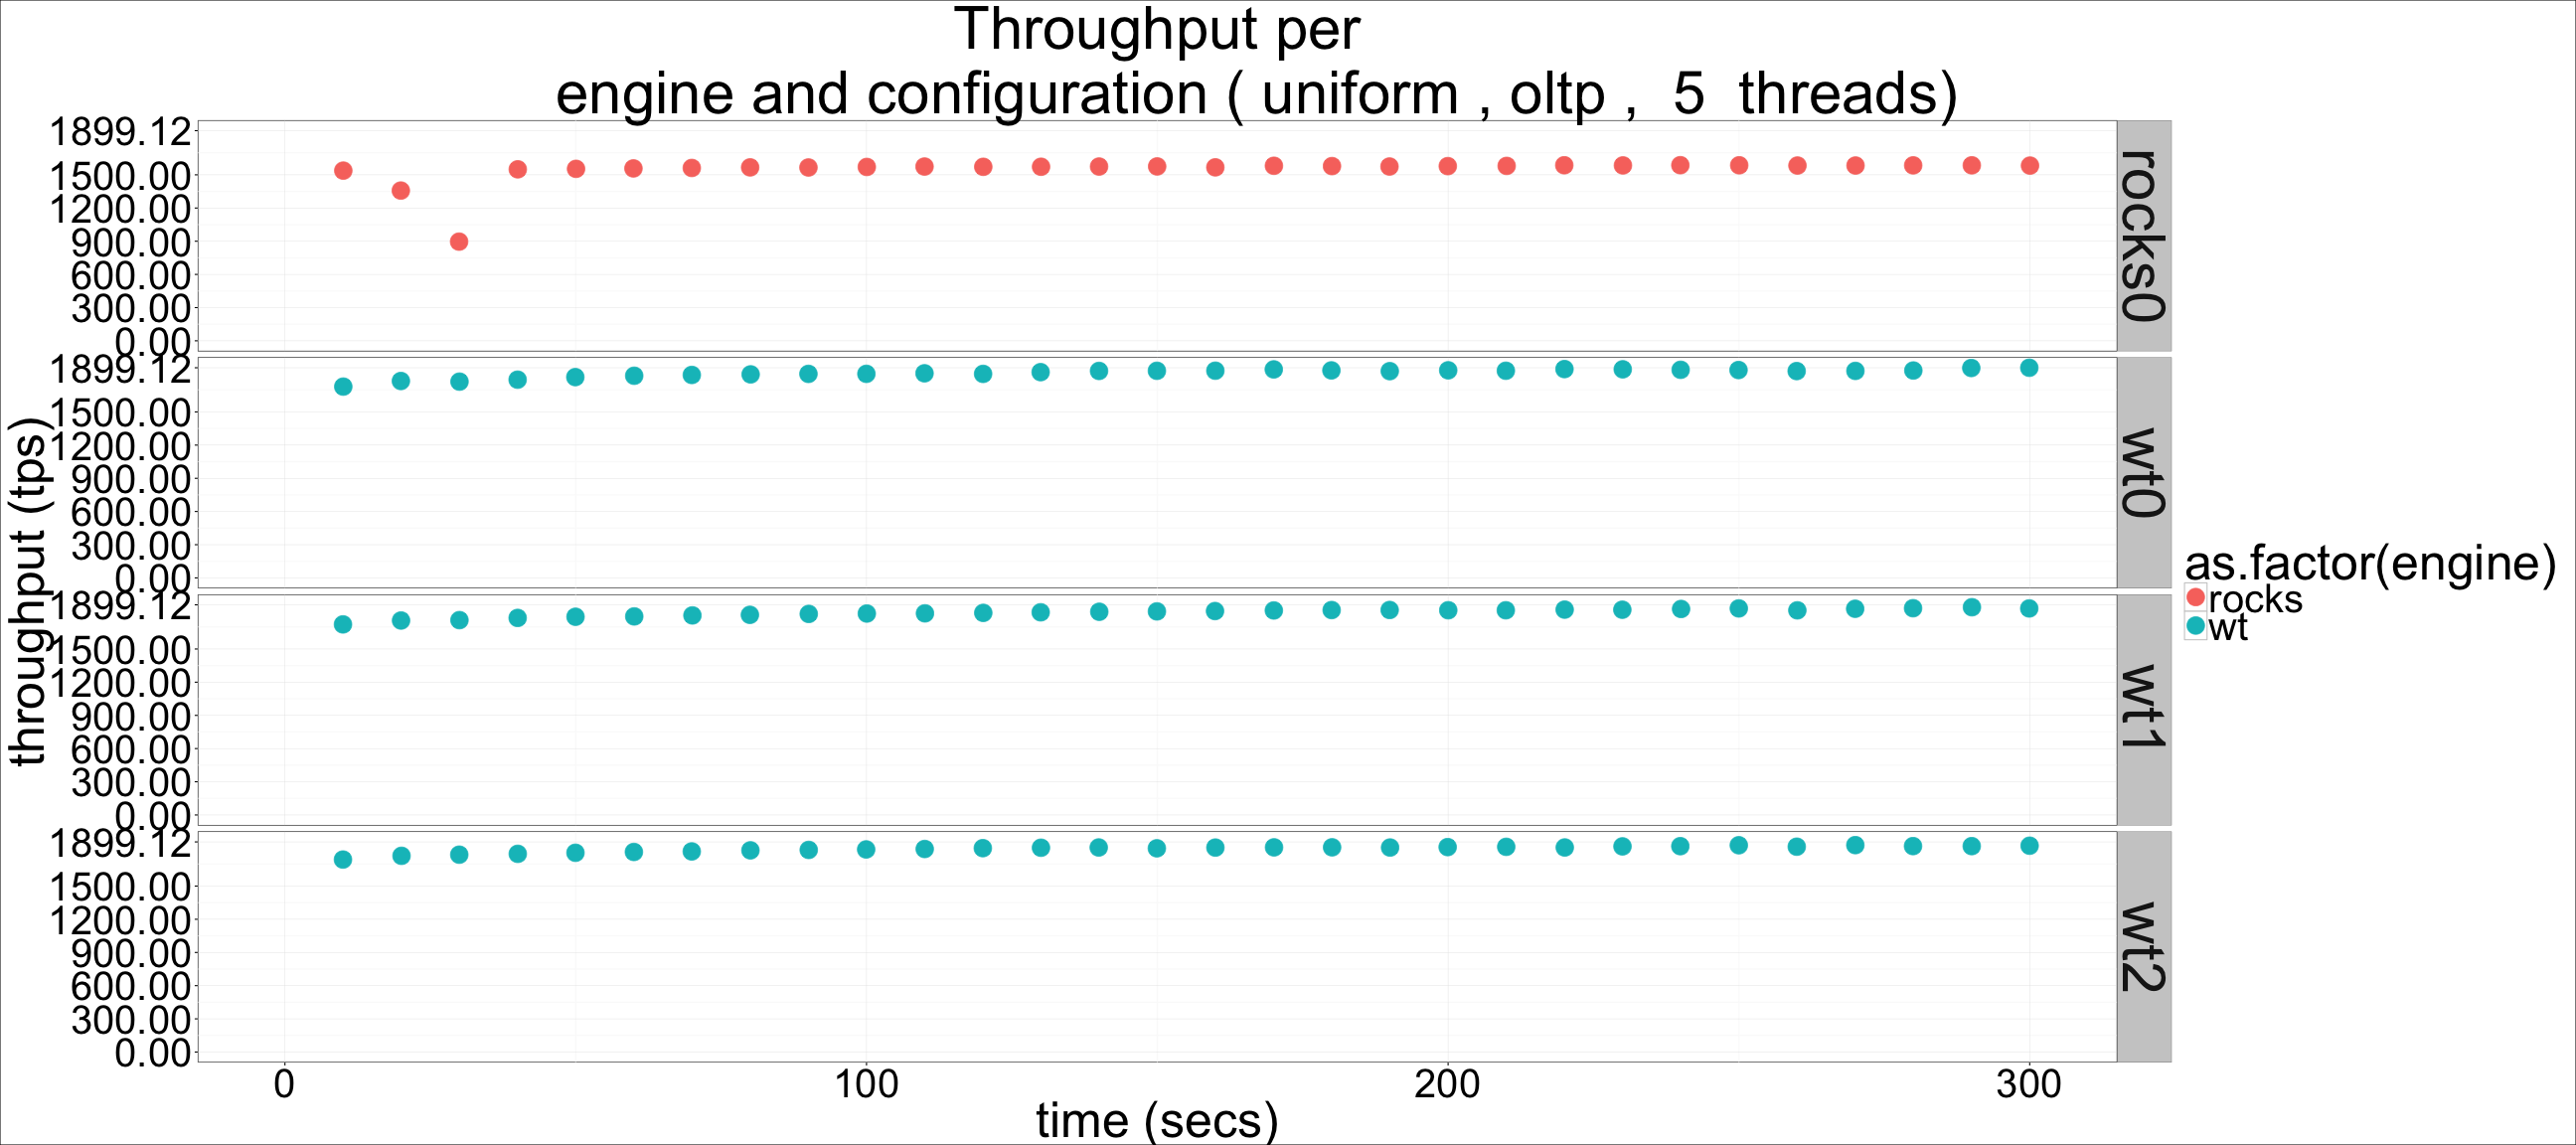 Throughput per
engine and configuration ( uniform , oltp ,  5  threads)
throughput (tps)
1899.12
1500.00
1200.00
900.00
600.00
300.00
0.00
rocks0
1899.12
1500.00
1200.00
900.00
600.00
300.00
0.00
wt0
1899.12
1500.00
1200.00
900.00
600.00
300.00
0.00
wt1
1899.12
1500.00
1200.00
900.00
600.00
300.00
0.00
wt2
0
100
200
300
time (secs)
as.factor(engine)
rocks
wt